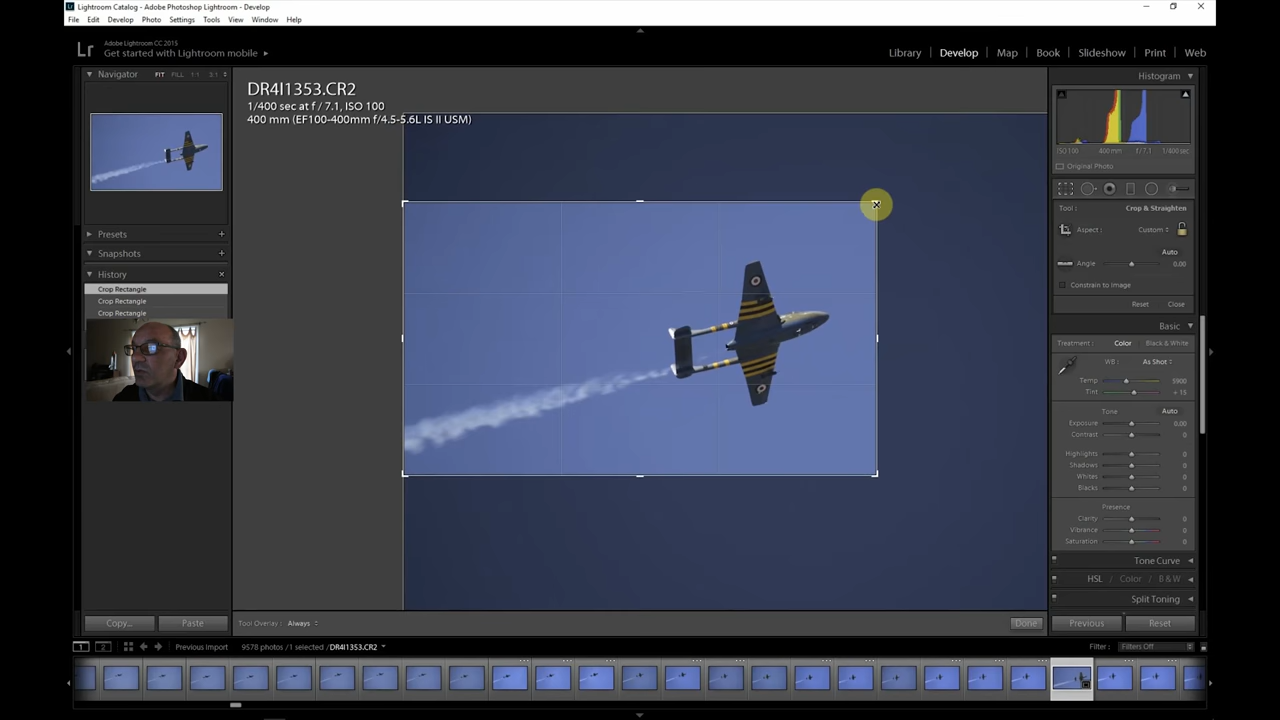 Lightroom Catalog - Adobe Photoshop Lightroom - Develop
File Edit Develop Photo Settings Tools View Window Help
Lr
Adobe Lightroom CC 2015
Get started with Lightroom mobile
Library Develop Map Book Slideshow Print Web
Navigator FIT FILL 1:1 3:1
Presets
Snapshots
History
Crop Rectangle
Crop Rectangle
Crop Rectangle
Copy... Paste
DR4I1353.CR2
1/400 sec at f / 7.1, ISO 100
400 mm (EF100-400mm f/4.5-5.6L IS II USM)
Tool Overlay : Always
Done
Histogram
ISO 100 400 mm f / 7.1 1/400 sec
Original Photo
Tool : Crop & Straighten
Aspect : Custom
Auto
Angle 0.00
Constrain to Image
Reset Close
Basic
Treatment : Color Black & White
WB : As Shot
Temp 5900
Tint + 15
Tone Auto
Exposure 0.00
Contrast 0
Highlights 0
Shadows 0
Whites 0
Blacks 0
Presence
Clarity 0
Vibrance 0
Saturation 0
Tone Curve
HSL / Color / B & W
Split Toning
Previous Reset
1 2 Previous Import 9578 photos / 1 selected / DR4I1353.CR2
Filter : Filters Off